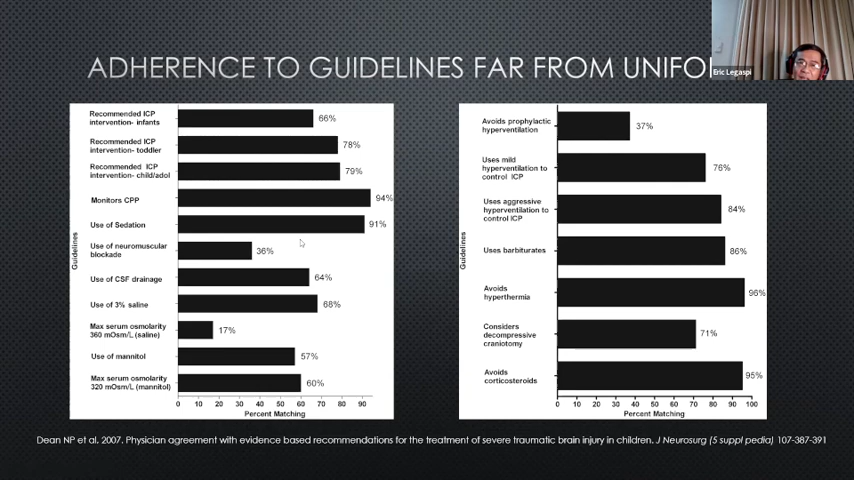 ADHERENCE TO GUIDELINES FAR FROM UNIFO
Eric Legaspi
Guidelines
Recommended ICP
intervention- infants
66%
Recommended ICP
intervention- toddler
78%
Recommended ICP
intervention- child/adol
79%
Monitors CPP
94%
Use of Sedation
91%
Use of neuromuscular
blockade
36%
Use of CSF drainage
64%
Use of 3% saline
68%
Max serum osmolarity
360 mOsm/L (saline)
17%
Use of mannitol
57%
Max serum osmolarity
320 mOsm/L (mannitol)
60%
0 10 20 30 40 50 60 70 80 90
Percent Matching
Guidelines
Avoids prophylactic
hyperventilation
37%
Uses mild
hyperventilation to
control ICP
76%
Uses aggressive
hyperventilation to
control ICP
84%
Uses barbiturates
86%
Avoids
hyperthermia
96%
Considers
decompressive
craniotomy
71%
Avoids
corticosteroids
95%
0 10 20 30 40 50 60 70 80 90 100
Percent Matching
Dean NP et al, 2007. Physician agreement with evidence based recommendations for the treatment of severe traumatic brain injury in children. J Neurosurg (5 suppl pedia) 107-387-391